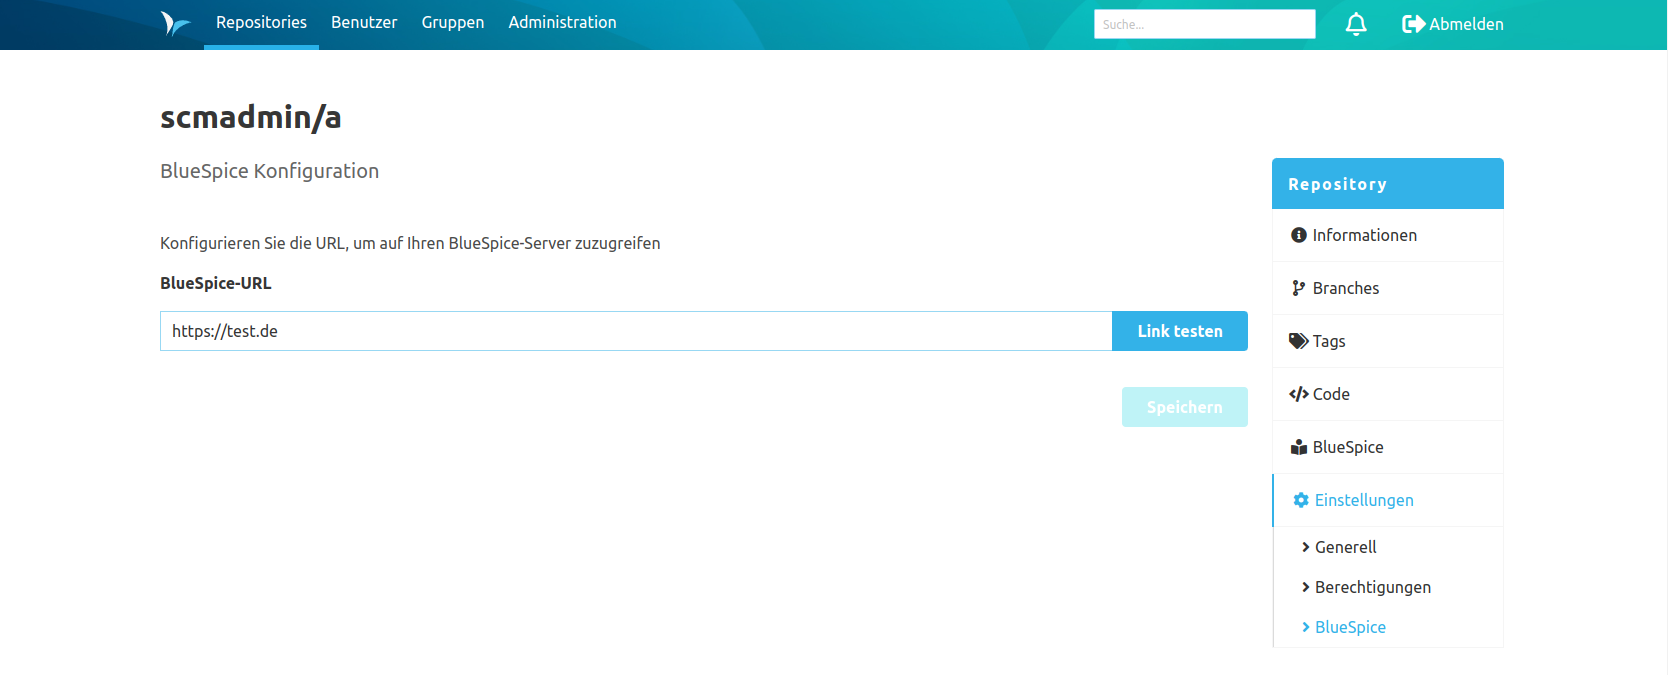 Repositories Benutzer Gruppen Administration Suche... Abmelden
scmadmin/a
BlueSpice Konfiguration
Konfigurieren Sie die URL, um auf Ihren BlueSpice-Server zuzugreifen
BlueSpice-URL
https://test.de Link testen
Speichern
Repository
Informationen
Branches
Tags
Code
BlueSpice
Einstellungen
Generell
Berechtigungen
BlueSpice